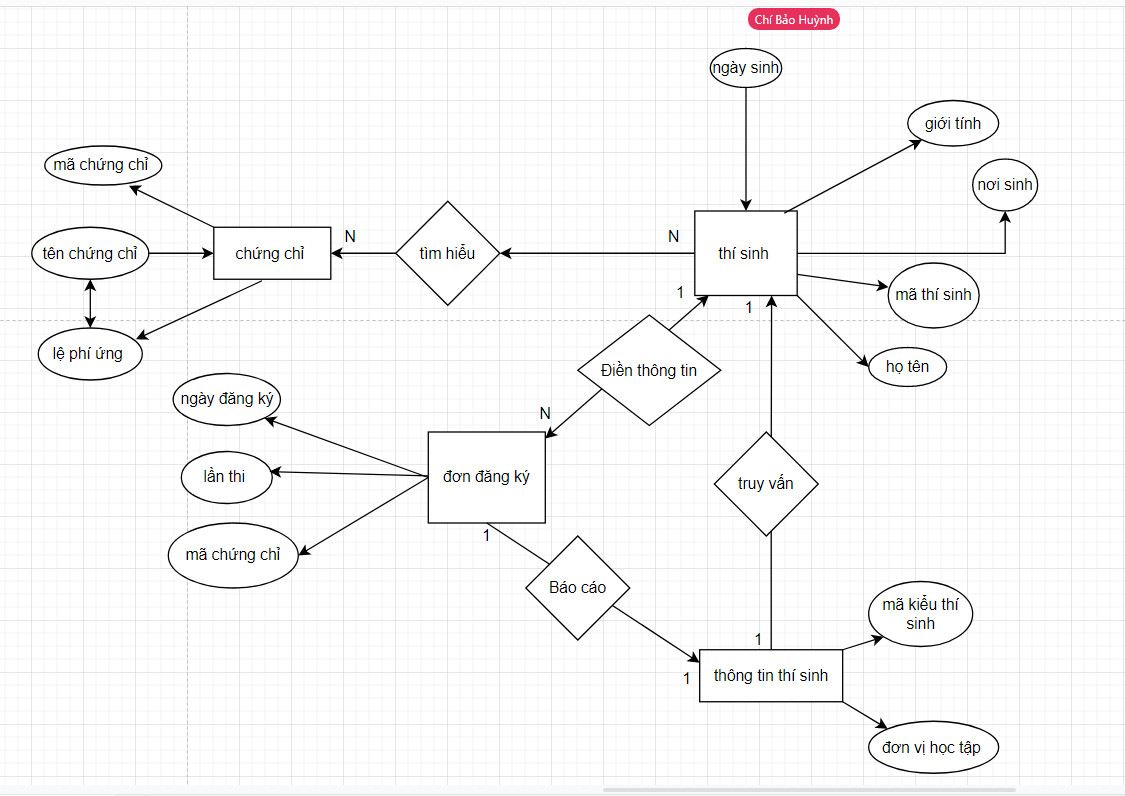 Chí Bảo Huỳnh
ngày sinh
giới tính
nơi sinh
mã chứng chỉ
tên chứng chỉ
chứng chỉ
N
tìm hiểu
N
thí sinh
mã thí sinh
1
1
lệ phí ứng
họ tên
Điền thông tin
ngày đăng ký
N
lần thi
đơn đăng ký
truy vấn
mã chứng chỉ
1
Báo cáo
mã kiểu thí
sinh
1
1
thông tin thí sinh
đơn vị học tập